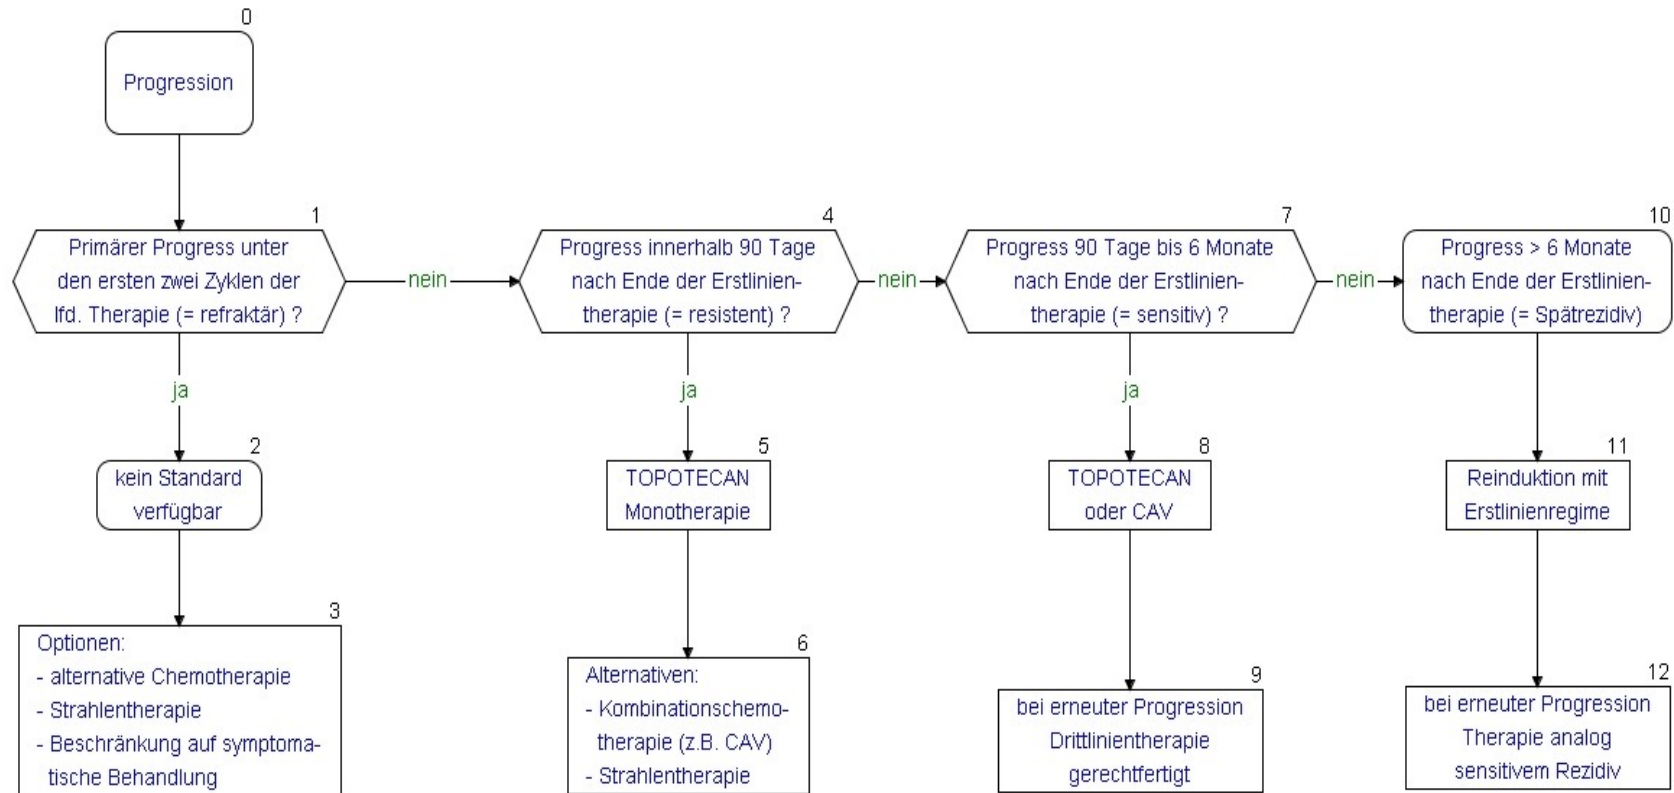 0
Progression
1
Primärer Progress unter
den ersten zwei Zyklen der
lfd. Therapie (= refraktär) ?
nein
4
Progress innerhalb 90 Tage
nach Ende der Erstlinien-
therapie (= resistent) ?
nein
7
Progress 90 Tage bis 6 Monate
nach Ende der Erstlinien-
therapie (= sensitiv) ?
nein
10
Progress > 6 Monate
nach Ende der Erstlinien-
therapie (= Spätrezidiv)
ja
ja
ja
2
kein Standard
verfügbar
5
TOPOTECAN
Monotherapie
8
TOPOTECAN
oder CAV
11
Reinduktion mit
Erstlinienregime
3
Optionen:
- alternative Chemotherapie
- Strahlentherapie
- Beschränkung auf symptoma-
tische Behandlung
6
Alternativen:
- Kombinationschemo-
therapie (z.B. CAV)
- Strahlentherapie
9
bei erneuter Progression
Drittlinientherapie
gerechtfertigt
12
bei erneuter Progression
Therapie analog
sensitivem Rezidiv